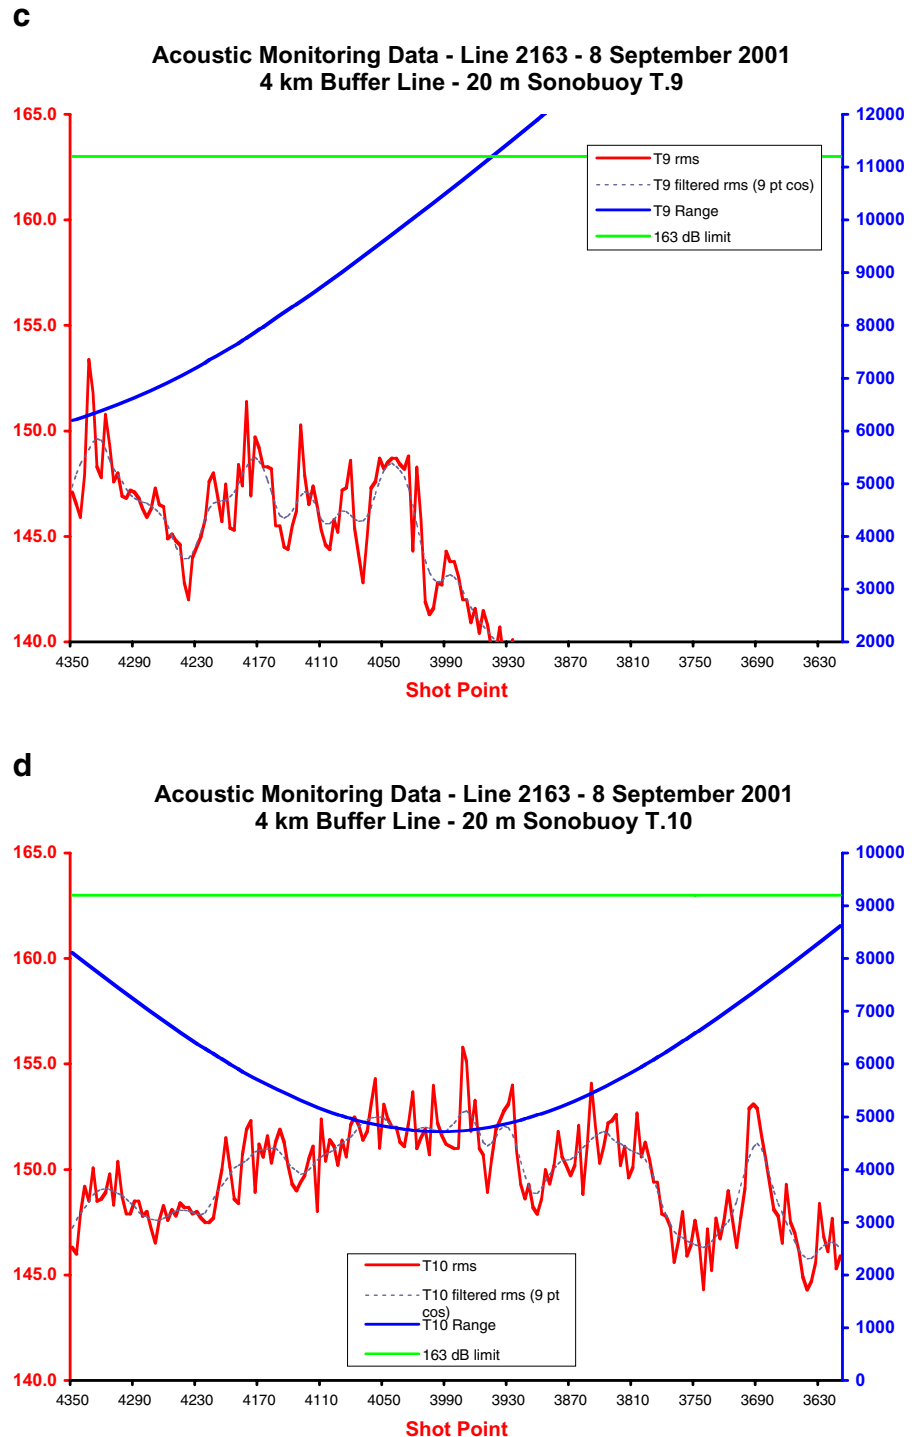 c
Acoustic Monitoring Data - Line 2163 - 8 September 2001
4 km Buffer Line - 20 m Sonobuoy T.9
165.0
160.0
155.0
150.0
145.0
140.0
12000
11000
10000
9000
8000
7000
6000
5000
4000
3000
2000
T9 rms
T9 filtered rms (9 pt cos)
T9 Range
163 dB limit
4350 4290 4230 4170 4110 4050 3990 3930 3870 3810 3750 3690 3630
Shot Point
d
Acoustic Monitoring Data - Line 2163 - 8 September 2001
4 km Buffer Line - 20 m Sonobuoy T.10
165.0
160.0
155.0
150.0
145.0
140.0
10000
9000
8000
7000
6000
5000
4000
3000
2000
1000
0
T10 rms
T10 filtered rms (9 pt
cos)
T10 Range
163 dB limit
4350 4290 4230 4170 4110 4050 3990 3930 3870 3810 3750 3690 3630
Shot Point